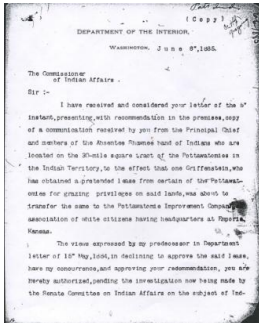 (Copy)
DEPARTMENT OF THE INTERIOR,
WASHINGTON, June 6", 1885.
The Commissioner
of Indian Affairs.
Sir :-
I have received and considered your letter of the
instant, presenting, with recommendation in the premises, copy
of a communication received by you from the Principal Chief
and members of the Absentee Shawnee band of Indians who are
located on the 30-mile square tract of the Pottawatomies in
the Indian Territory, to the effect that one Griffenstein, who
has obtained a pretended lease from certain of the Pottawat-
omies for grazing privileges on said lands, was about to
transfer the same to the Pottawatomie Improvement Company,
association of white citizens having headquarters at Emporia,
Kansas.
The views expressed by my predecessor in Department
letter of 15" May, 1884, in declining to approve the said lease,
have my concurrence, and approving your recommendation, you are
hereby authorized, pending the investigation now being made by
the Senate Committee on Indian Affairs on the subject of Ind-